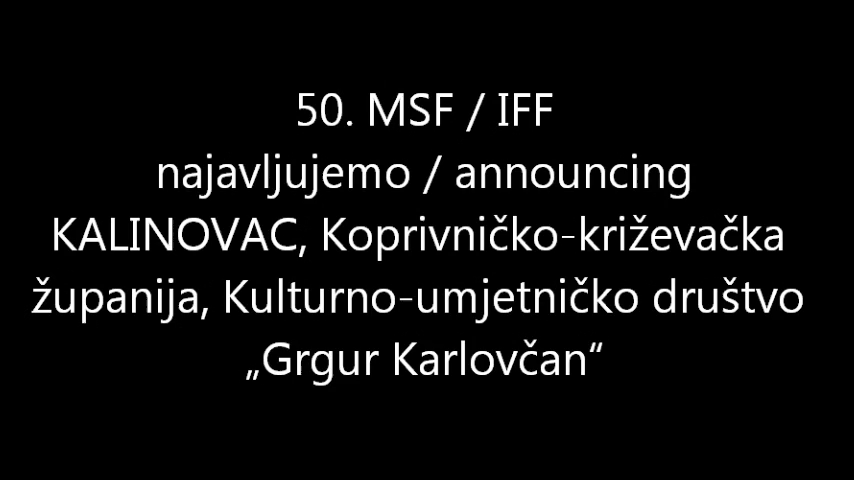 50. MSF / IFF
najavljujemo / announcing
KALINOVAC, Koprivničko-križevačka
županija, Kulturno-umjetničko društvo
„Grgur Karlovčan“